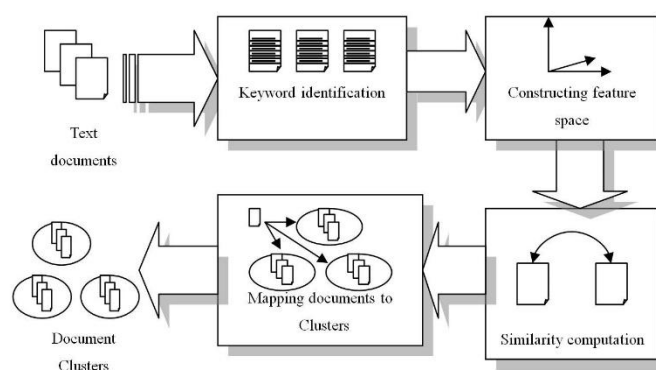 Text
documents
Keyword identification
Constructing feature
space
Similarity computation
Mapping documents to
Clusters
Document
Clusters